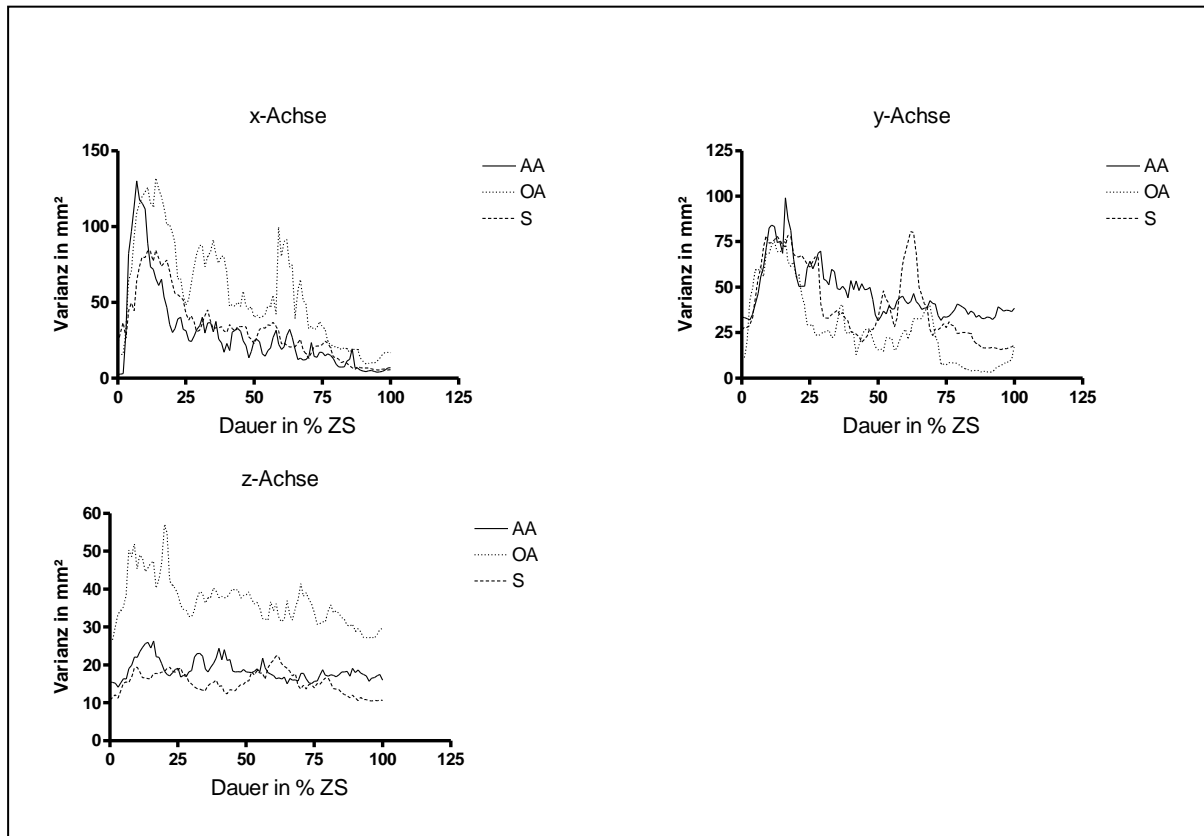 x-Achse
150
100
50
0
0 25 50 75 100 125
Varianz in mm²
Dauer in % ZS
AA
OA
S
y-Achse
125
100
75
50
25
0
0 25 50 75 100 125
Varianz in mm²
Dauer in % ZS
AA
OA
S
z-Achse
60
50
40
30
20
10
0
0 25 50 75 100 125
Varianz in mm²
Dauer in % ZS
AA
OA
S